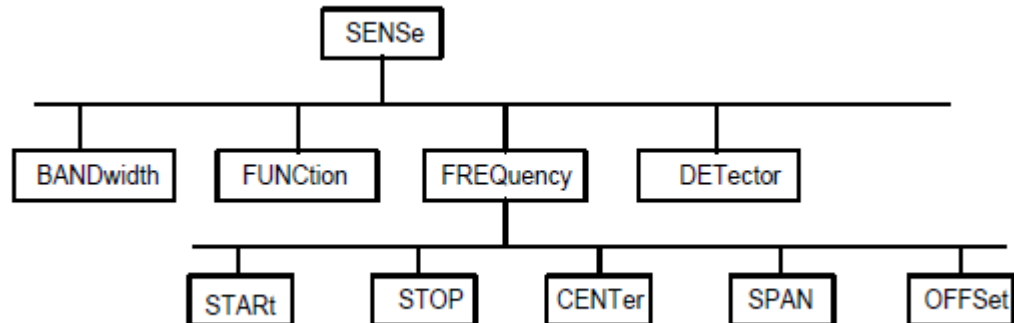 SENSe
BANDwidth FUNCtion FREQuency DETector
STARt STOP CENTer SPAN OFFSet